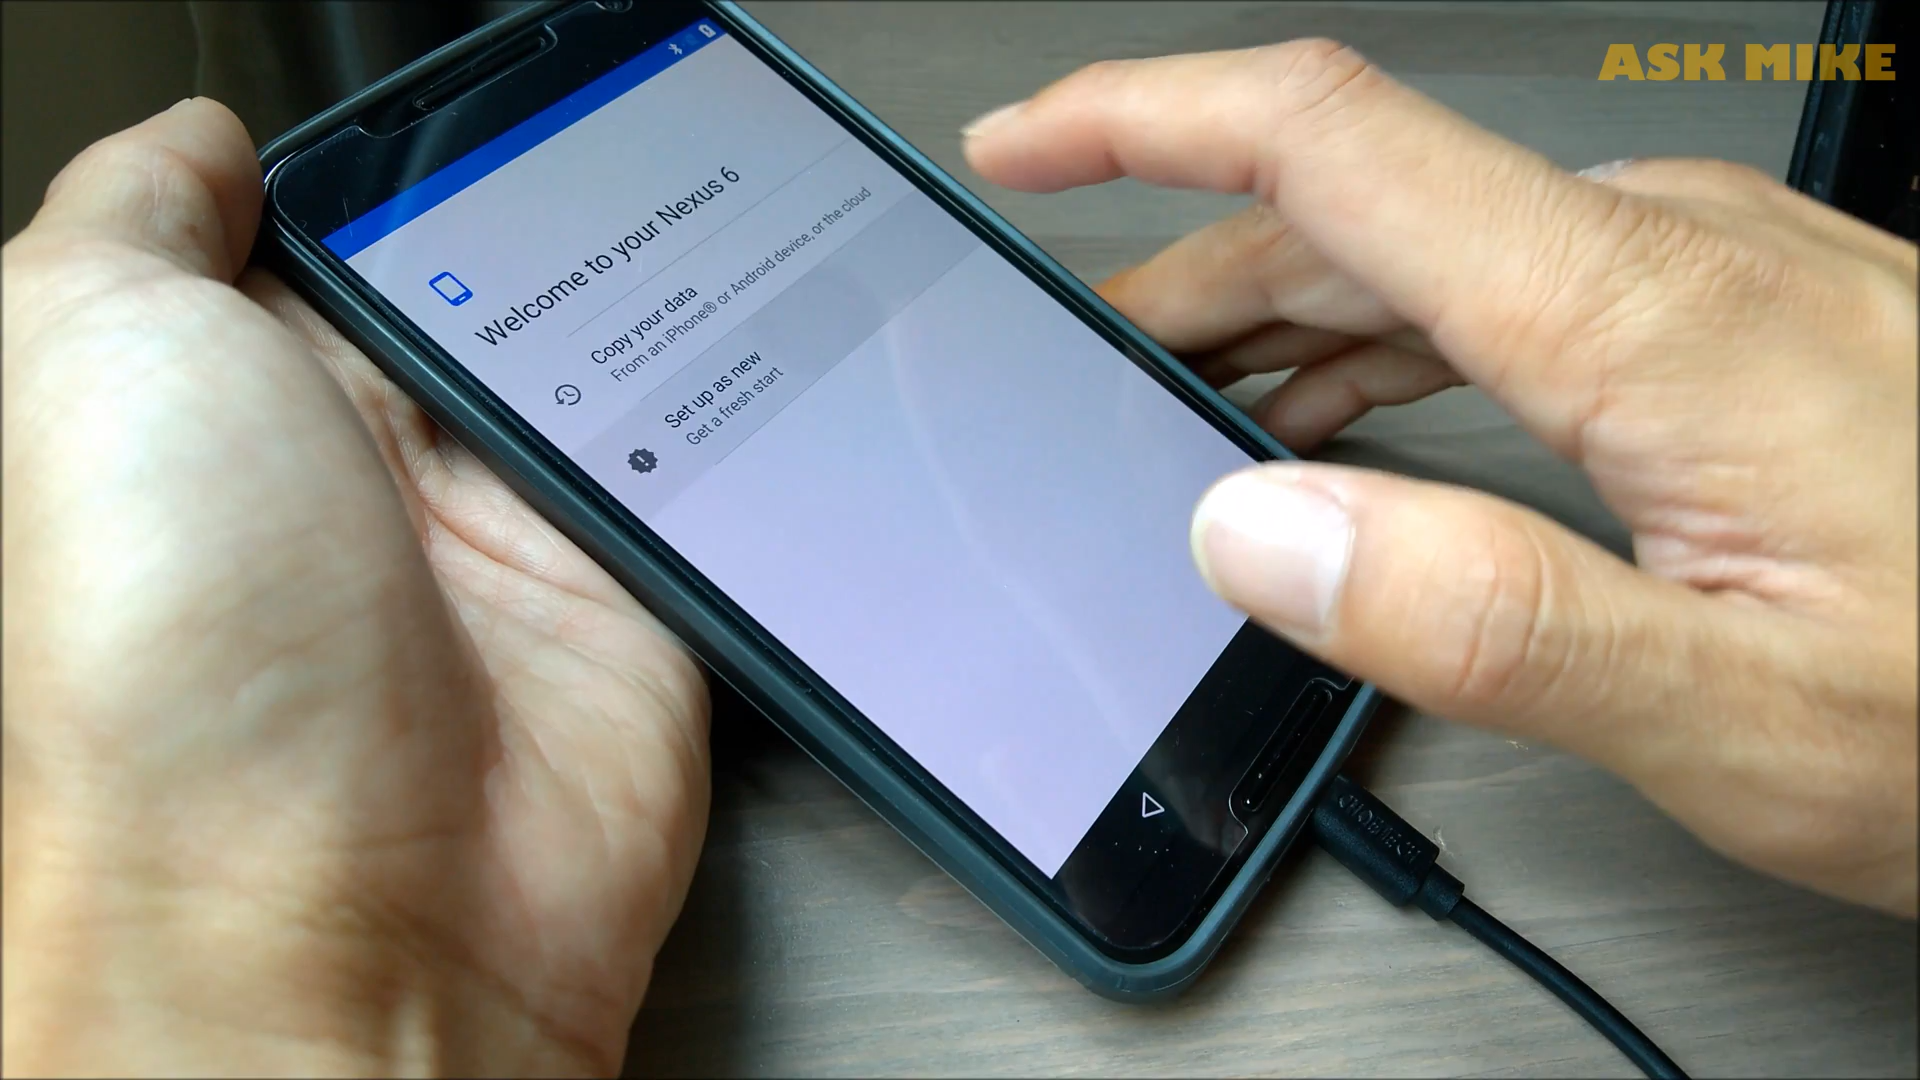 ASK MIKE
Welcome to your Nexus 6
Copy your data
From an iPhone® or Android device, or the cloud
Set up as new
Get a fresh start
CHOETECH